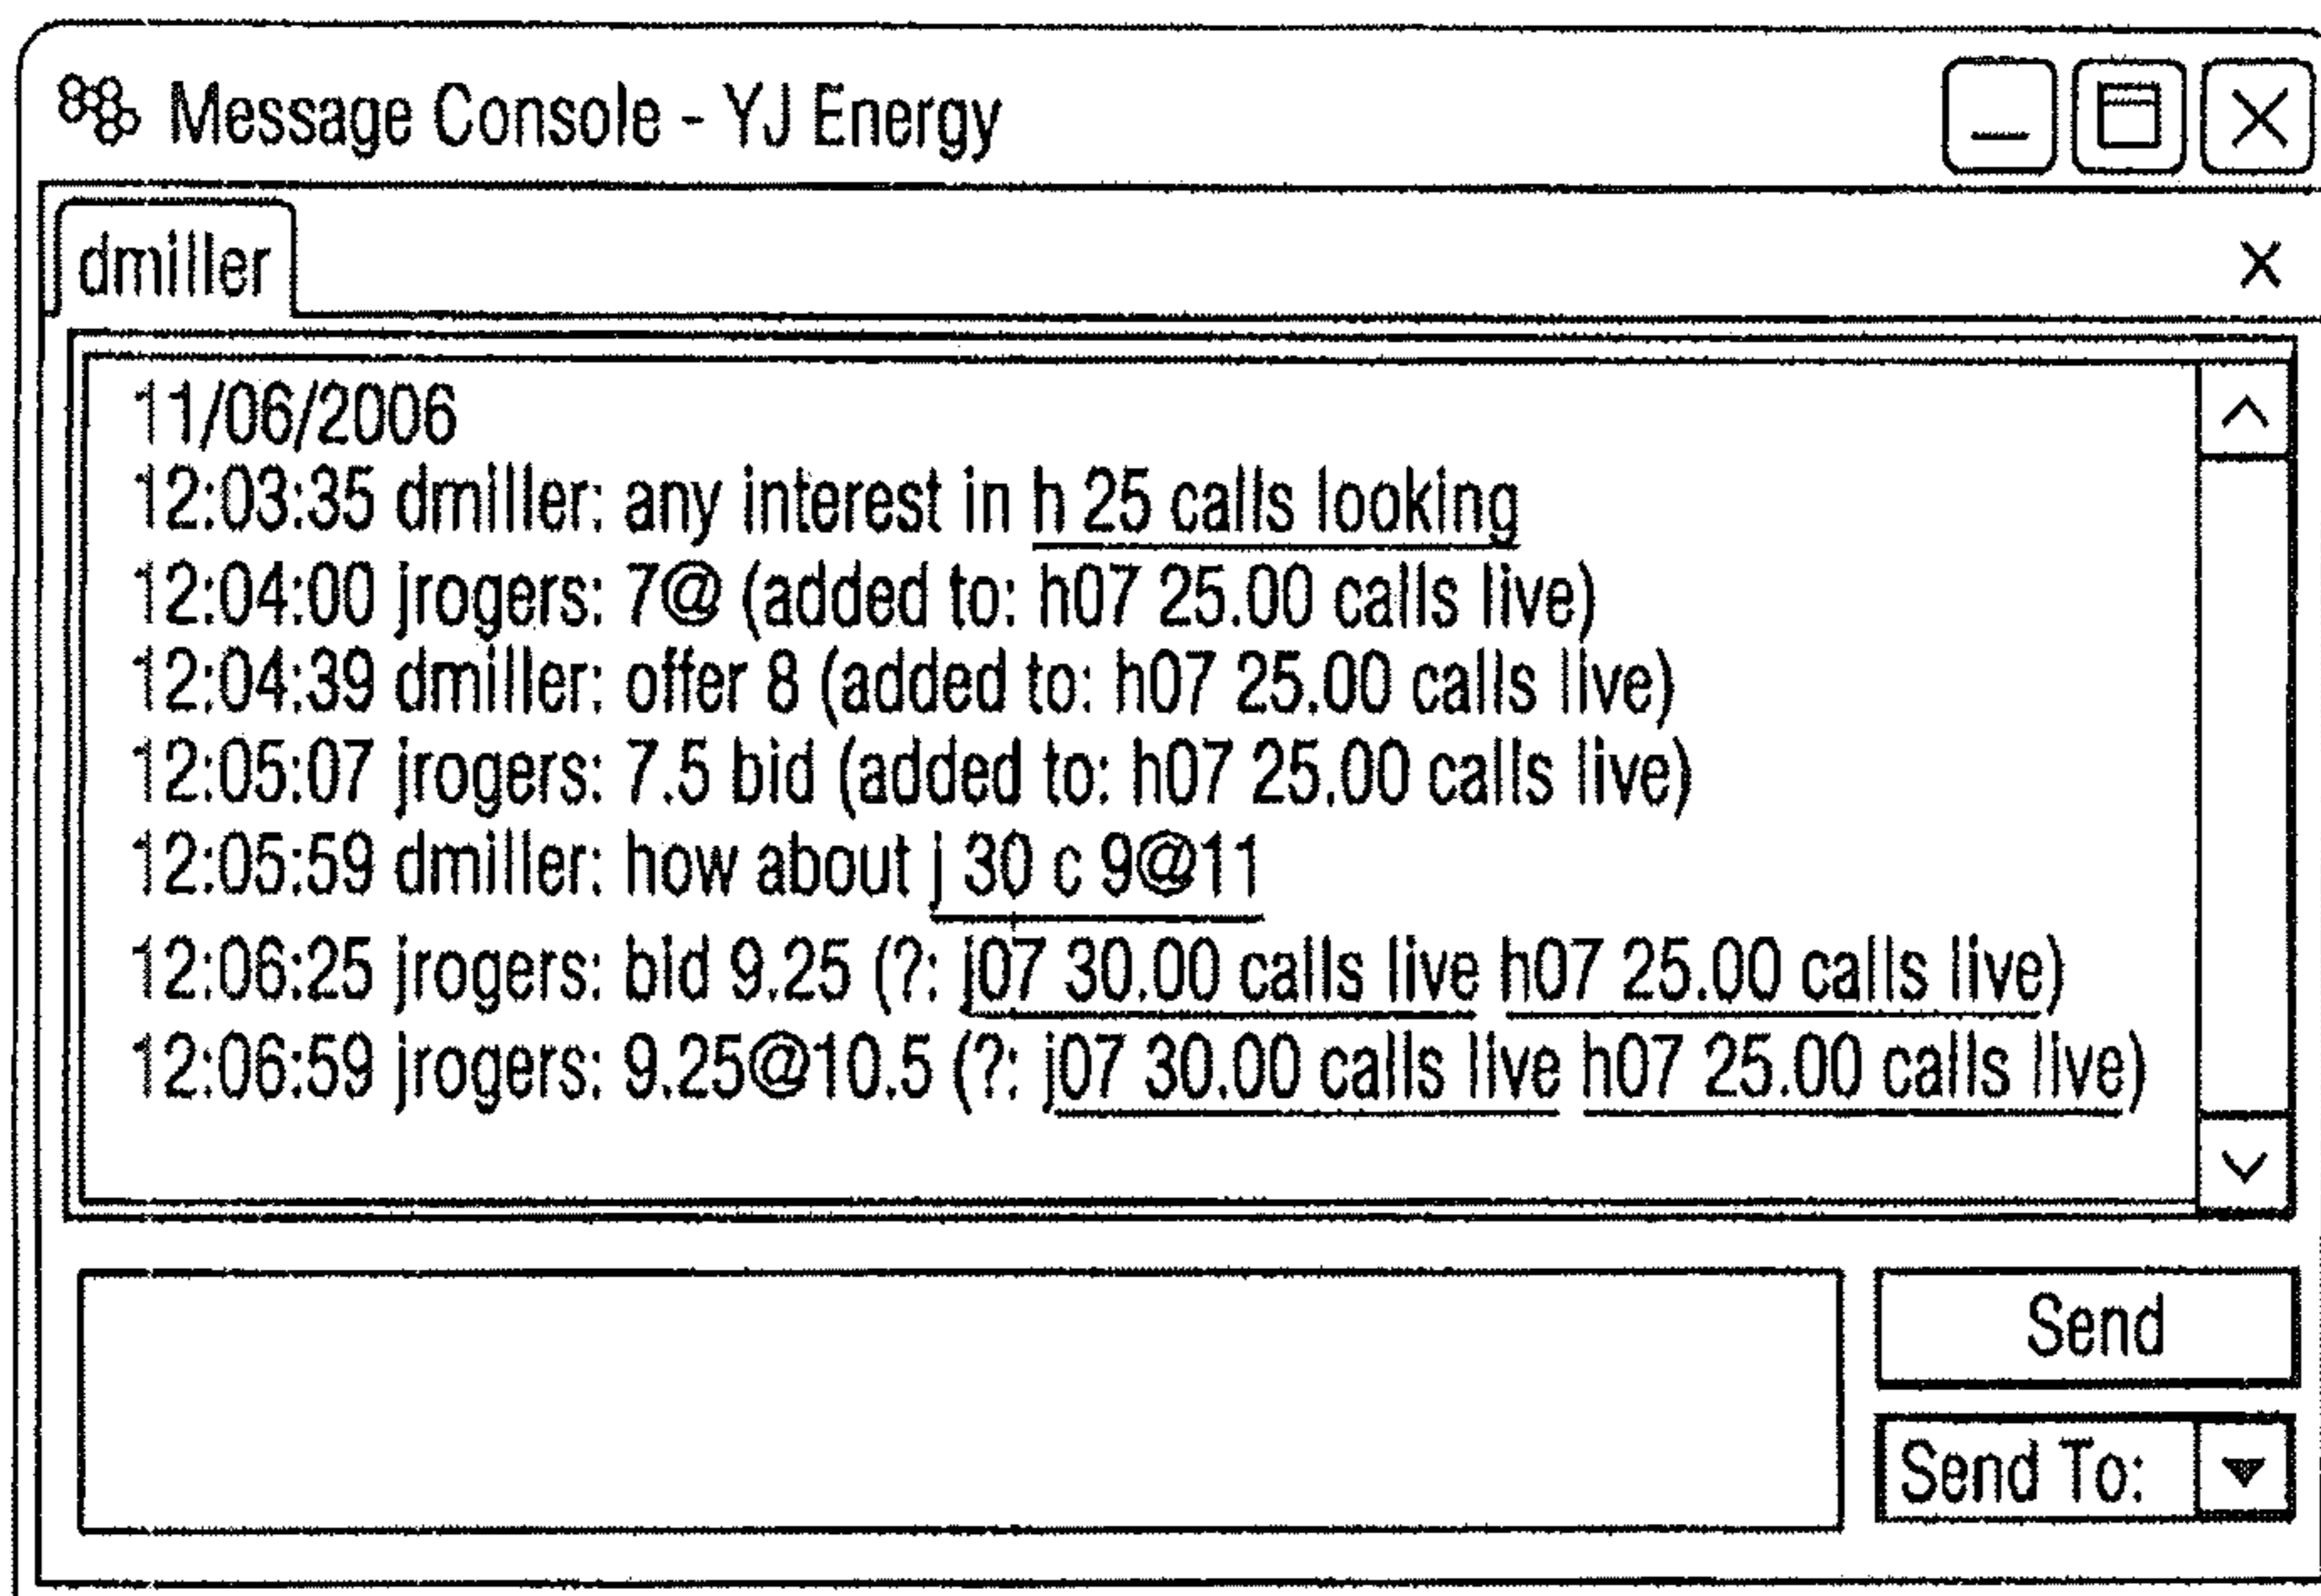 Message Console - YJ Energy
dmiller
11/06/2006
12:03:35 dmiller: any interest in h 25 calls looking
12:04:00 jrogers: 7@ (added to: h07 25.00 calls live)
12:04:39 dmiller: offer 8 (added to: h07 25.00 calls live)
12:05:07 jrogers: 7.5 bid (added to: h07 25.00 calls live)
12:05:59 dmiller: how about j 30 c 9@11
12:06:25 jrogers: bid 9.25 (?: j07 30.00 calls live h07 25.00 calls live)
12:06:59 jrogers: 9.25@10.5 (?: j07 30.00 calls live h07 25.00 calls live)
Send
Send To: